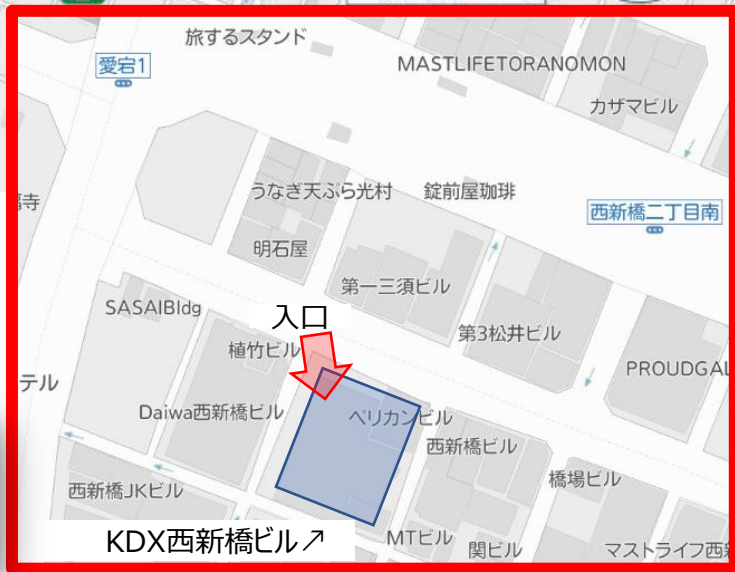 旅するスタンド
愛宕1
MASTLIFETORANOMON
カザマビル
うなぎ天ぷら光村
錠前屋珈琲
西新橋二丁目南
寺
明石屋
第一三須ビル
SASAIBldg
入口
第3松井ビル
植竹ビル
PROUDGAL
テル
Daiwa西新橋ビル
ペリカンビル
西新橋ビル
橋場ビル
西新橋JKビル
KDX西新橋ビル↗
MTビル
関ビル
マストライフ西新